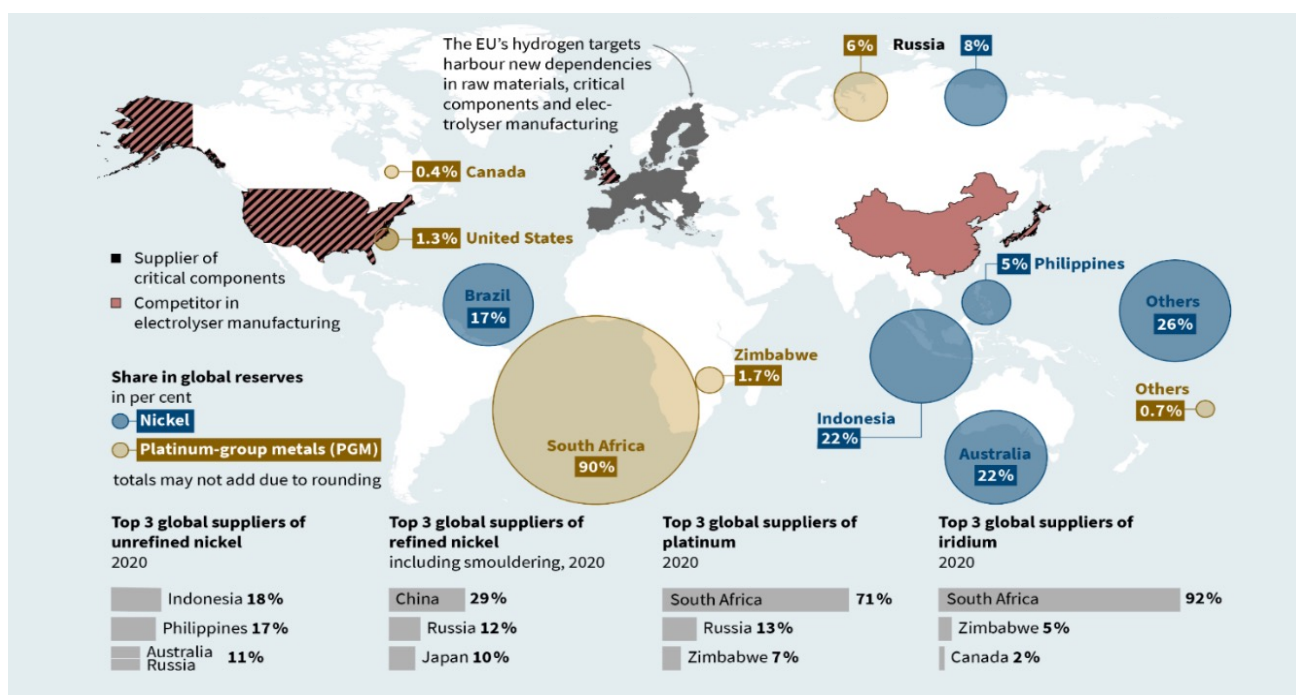 The EU's hydrogen targets
harbour new dependencies
in raw materials, critical
components and elec-
trolyser manufacturing
6% Russia 8%
0.4% Canada
1.3% United States
Supplier of
critical components
Competitor in
electrolyser manufacturing
5% Philippines
Brazil
17%
Others
26%
Zimbabwe
1.7%
Share in global reserves
in per cent
Nickel
Platinum-group metals (PGM)
totals may not add due to rounding
South Africa
90%
Indonesia
22%
Australia
22%
Others
0.7%
Top 3 global suppliers of
unrefined nickel
2020
Indonesia 18%
Philippines 17%
Australia
Russia
11%
Top 3 global suppliers of
refined nickel
including smouldering, 2020
China 29%
Russia 12%
Japan 10%
Top 3 global suppliers of
platinum
2020
South Africa 71%
Russia 13%
Zimbabwe 7%
Top 3 global suppliers of
iridium
2020
South Africa 92%
Zimbabwe 5%
Canada 2%